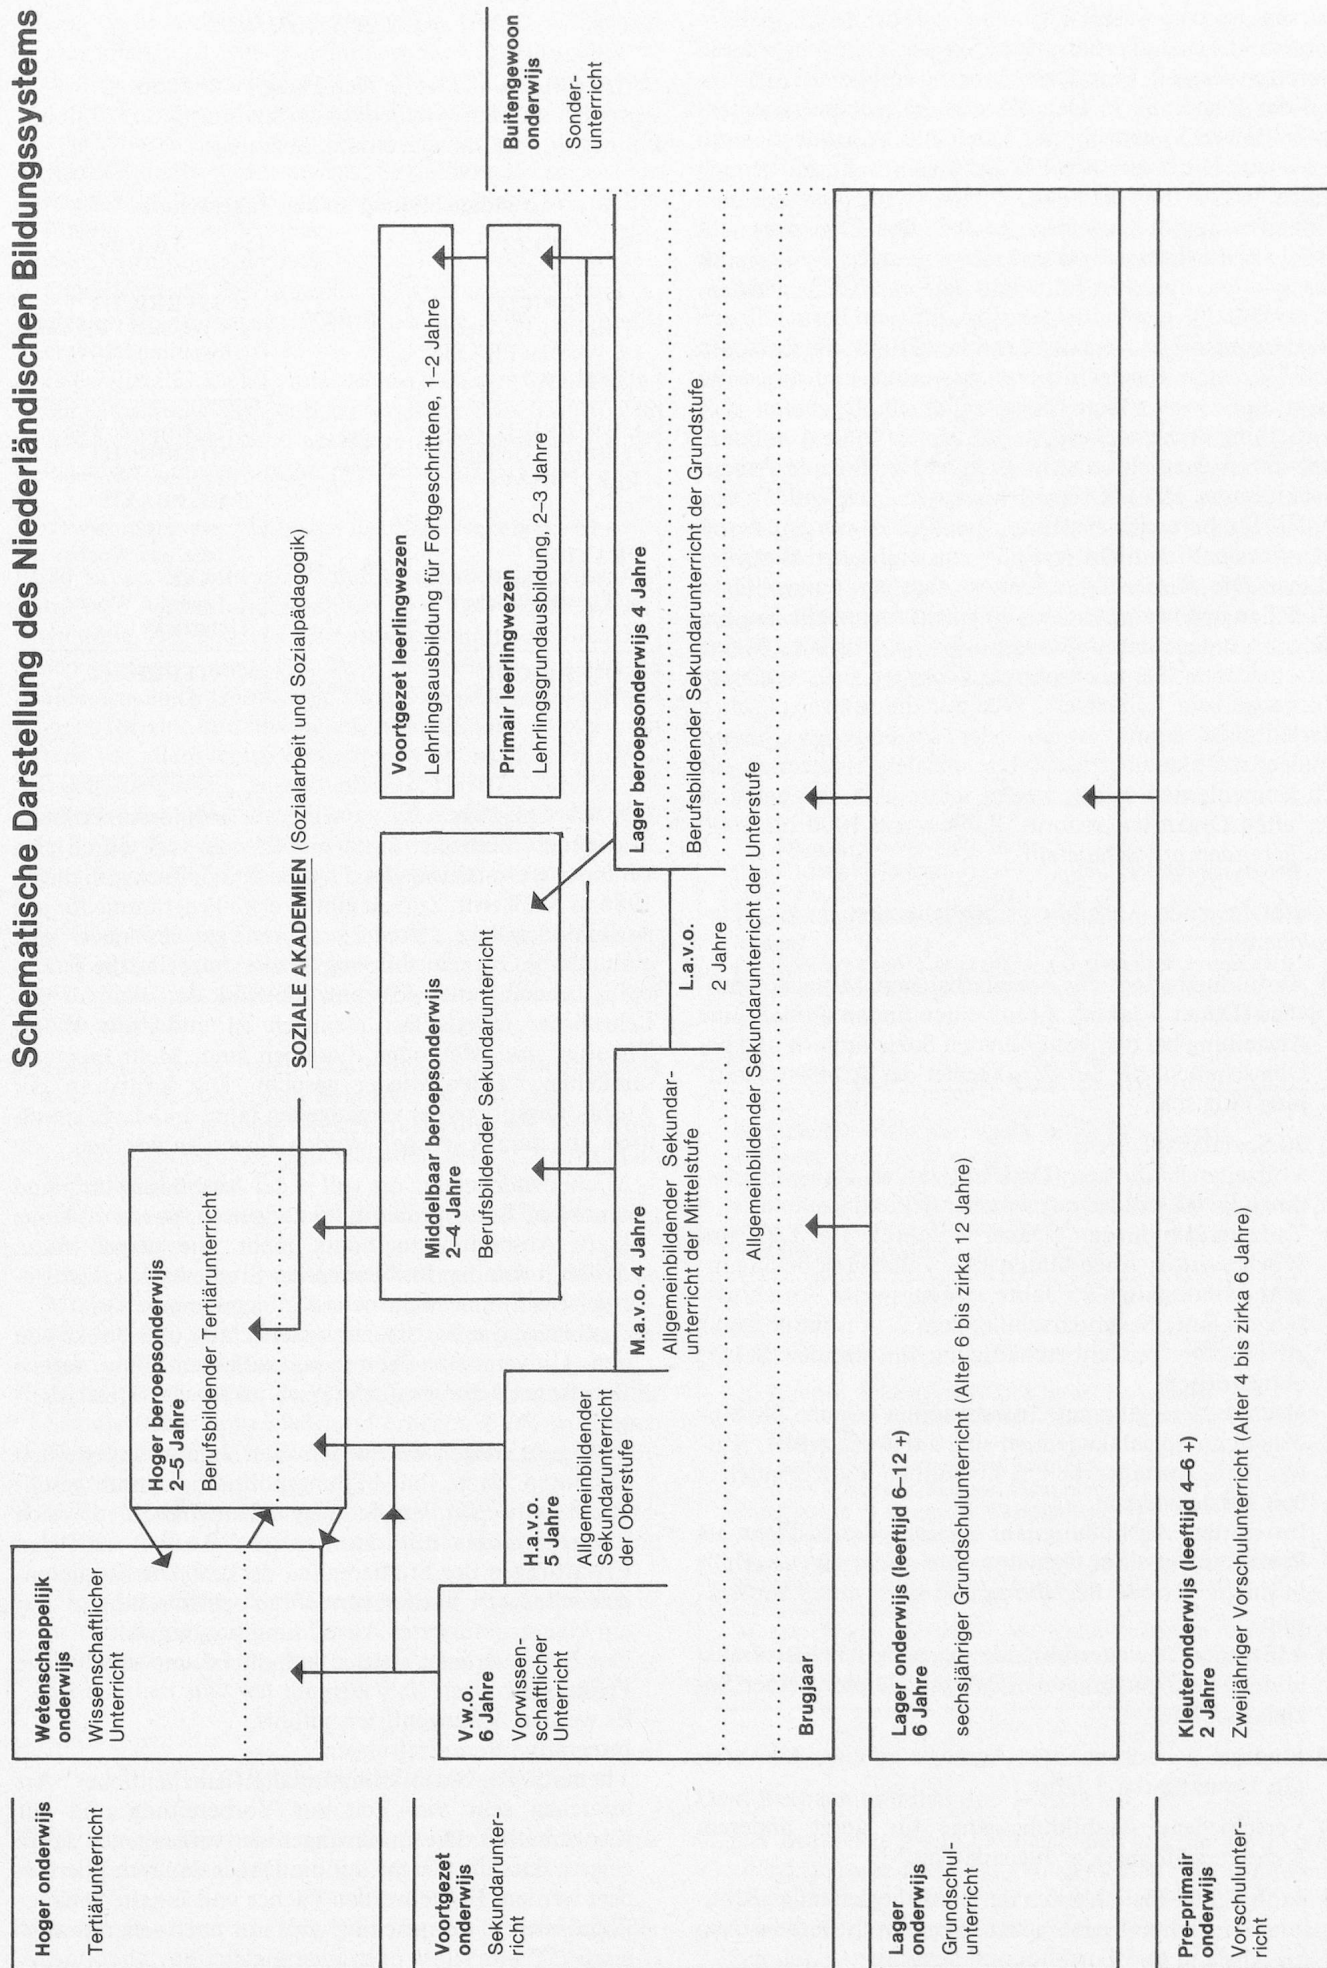 Schematische Darstellung des Niederländischen Bildungssystems
Hoger onderwijs
Tertiärunterricht
Wetenschappelijk
onderwijs
Wissenschaftlicher
Unterricht
Hoger beroepsonderwijs
2–5 Jahre
Berufsbildender Tertiärunterricht
SOZIALE AKADEMIEN (Sozialarbeit und Sozialpädagogik)
Voortgezet
onderwijs
Sekundarunter-
richt
V.w.o.
6 Jahre
Vorwissen-
schaftlicher
Unterricht
H.a.v.o.
5 Jahre
Allgemeinbildender
Sekundarunterricht
der Oberstufe
Middelbaar beroepsonderwijs
2–4 Jahre
Berufsbildender Sekundarunterricht
M.a.v.o. 4 Jahre
Allgemeinbildender Sekundar-
unterricht der Mittelstufe
L.a.v.o.
2 Jahre
Allgemeinbildender Sekundarunterricht der Unterstufe
Voortgezet leerlingwezen
Lehrlingsausbildung für Fortgeschrittene, 1–2 Jahre
Primair leerlingwezen
Lehrlingsgrundausbildung, 2–3 Jahre
Lager beroepsonderwijs 4 Jahre
Berufsbildender Sekundarunterricht der Grundstufe
Buitengewoon
onderwijs
Sonder-
unterricht
Brugjaar
Lager
onderwijs
Grundschul-
unterricht
Lager onderwijs (leeftijd 6–12 +)
6 Jahre
sechsjähriger Grundschulunterricht (Alter 6 bis zirka 12 Jahre)
Pre-primair
onderwijs
Vorschulunter-
richt
Kleuteronderwijs (leeftijd 4–6 +)
2 Jahre
Zweijähriger Vorschulunterricht (Alter 4 bis zirka 6 Jahre)